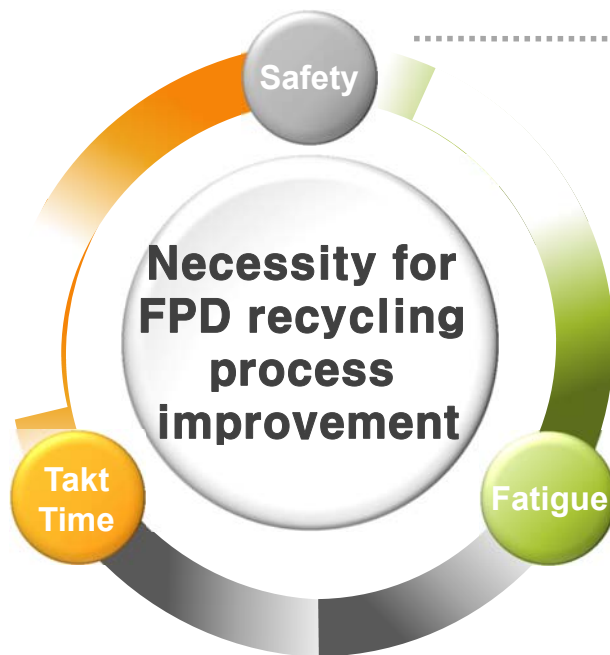 Safety
Necessity for
FPD recycling
process
improvement
Takt
Time
Fatigue